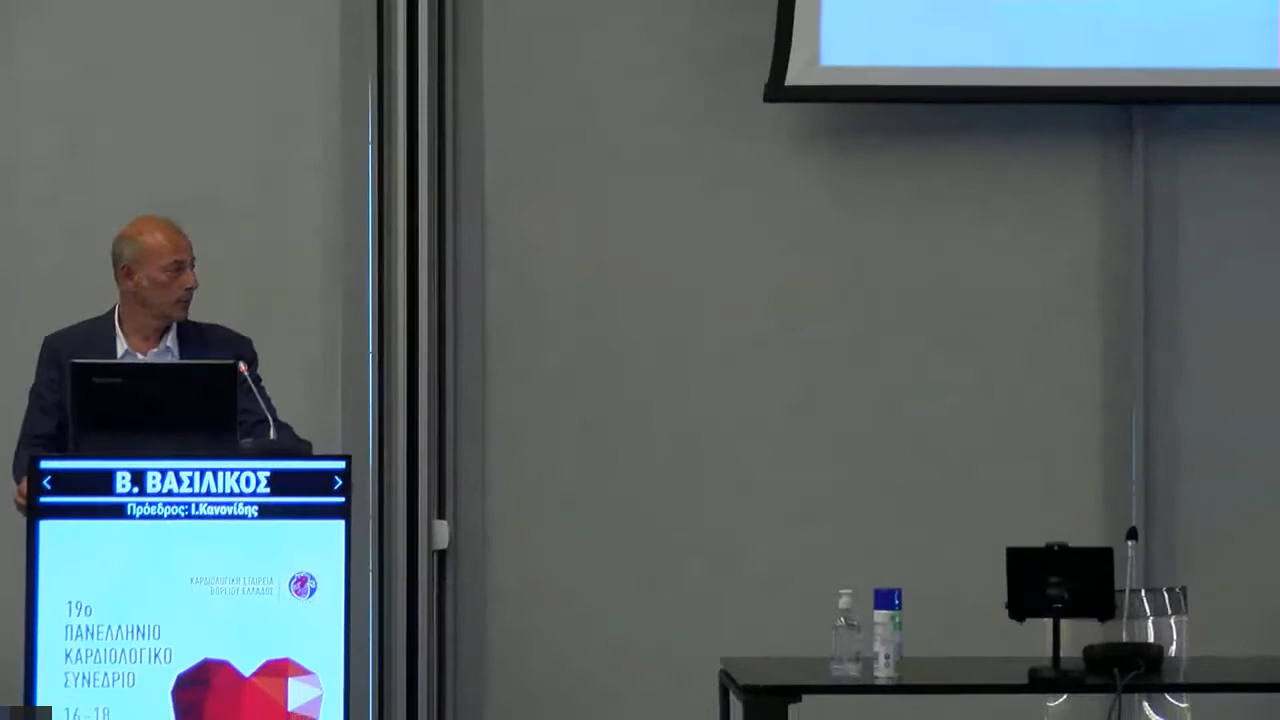 Β. ΒΑΣΙΛΙΚΟΣ
Πρόεδρος: Ι.Κανονίδης
ΚΑΡΔΙΟΛΟΓΙΚΗ ΕΤΑΙΡΕΙΑ
ΒΟΡΕΙΟΥ ΕΛΛΑΔΟΣ
19ο
ΠΑΝΕΛΛΗΝΙΟ
ΚΑΡΔΙΟΛΟΓΙΚΟ
ΣΥΝΕΔΡΙΟ
16-18